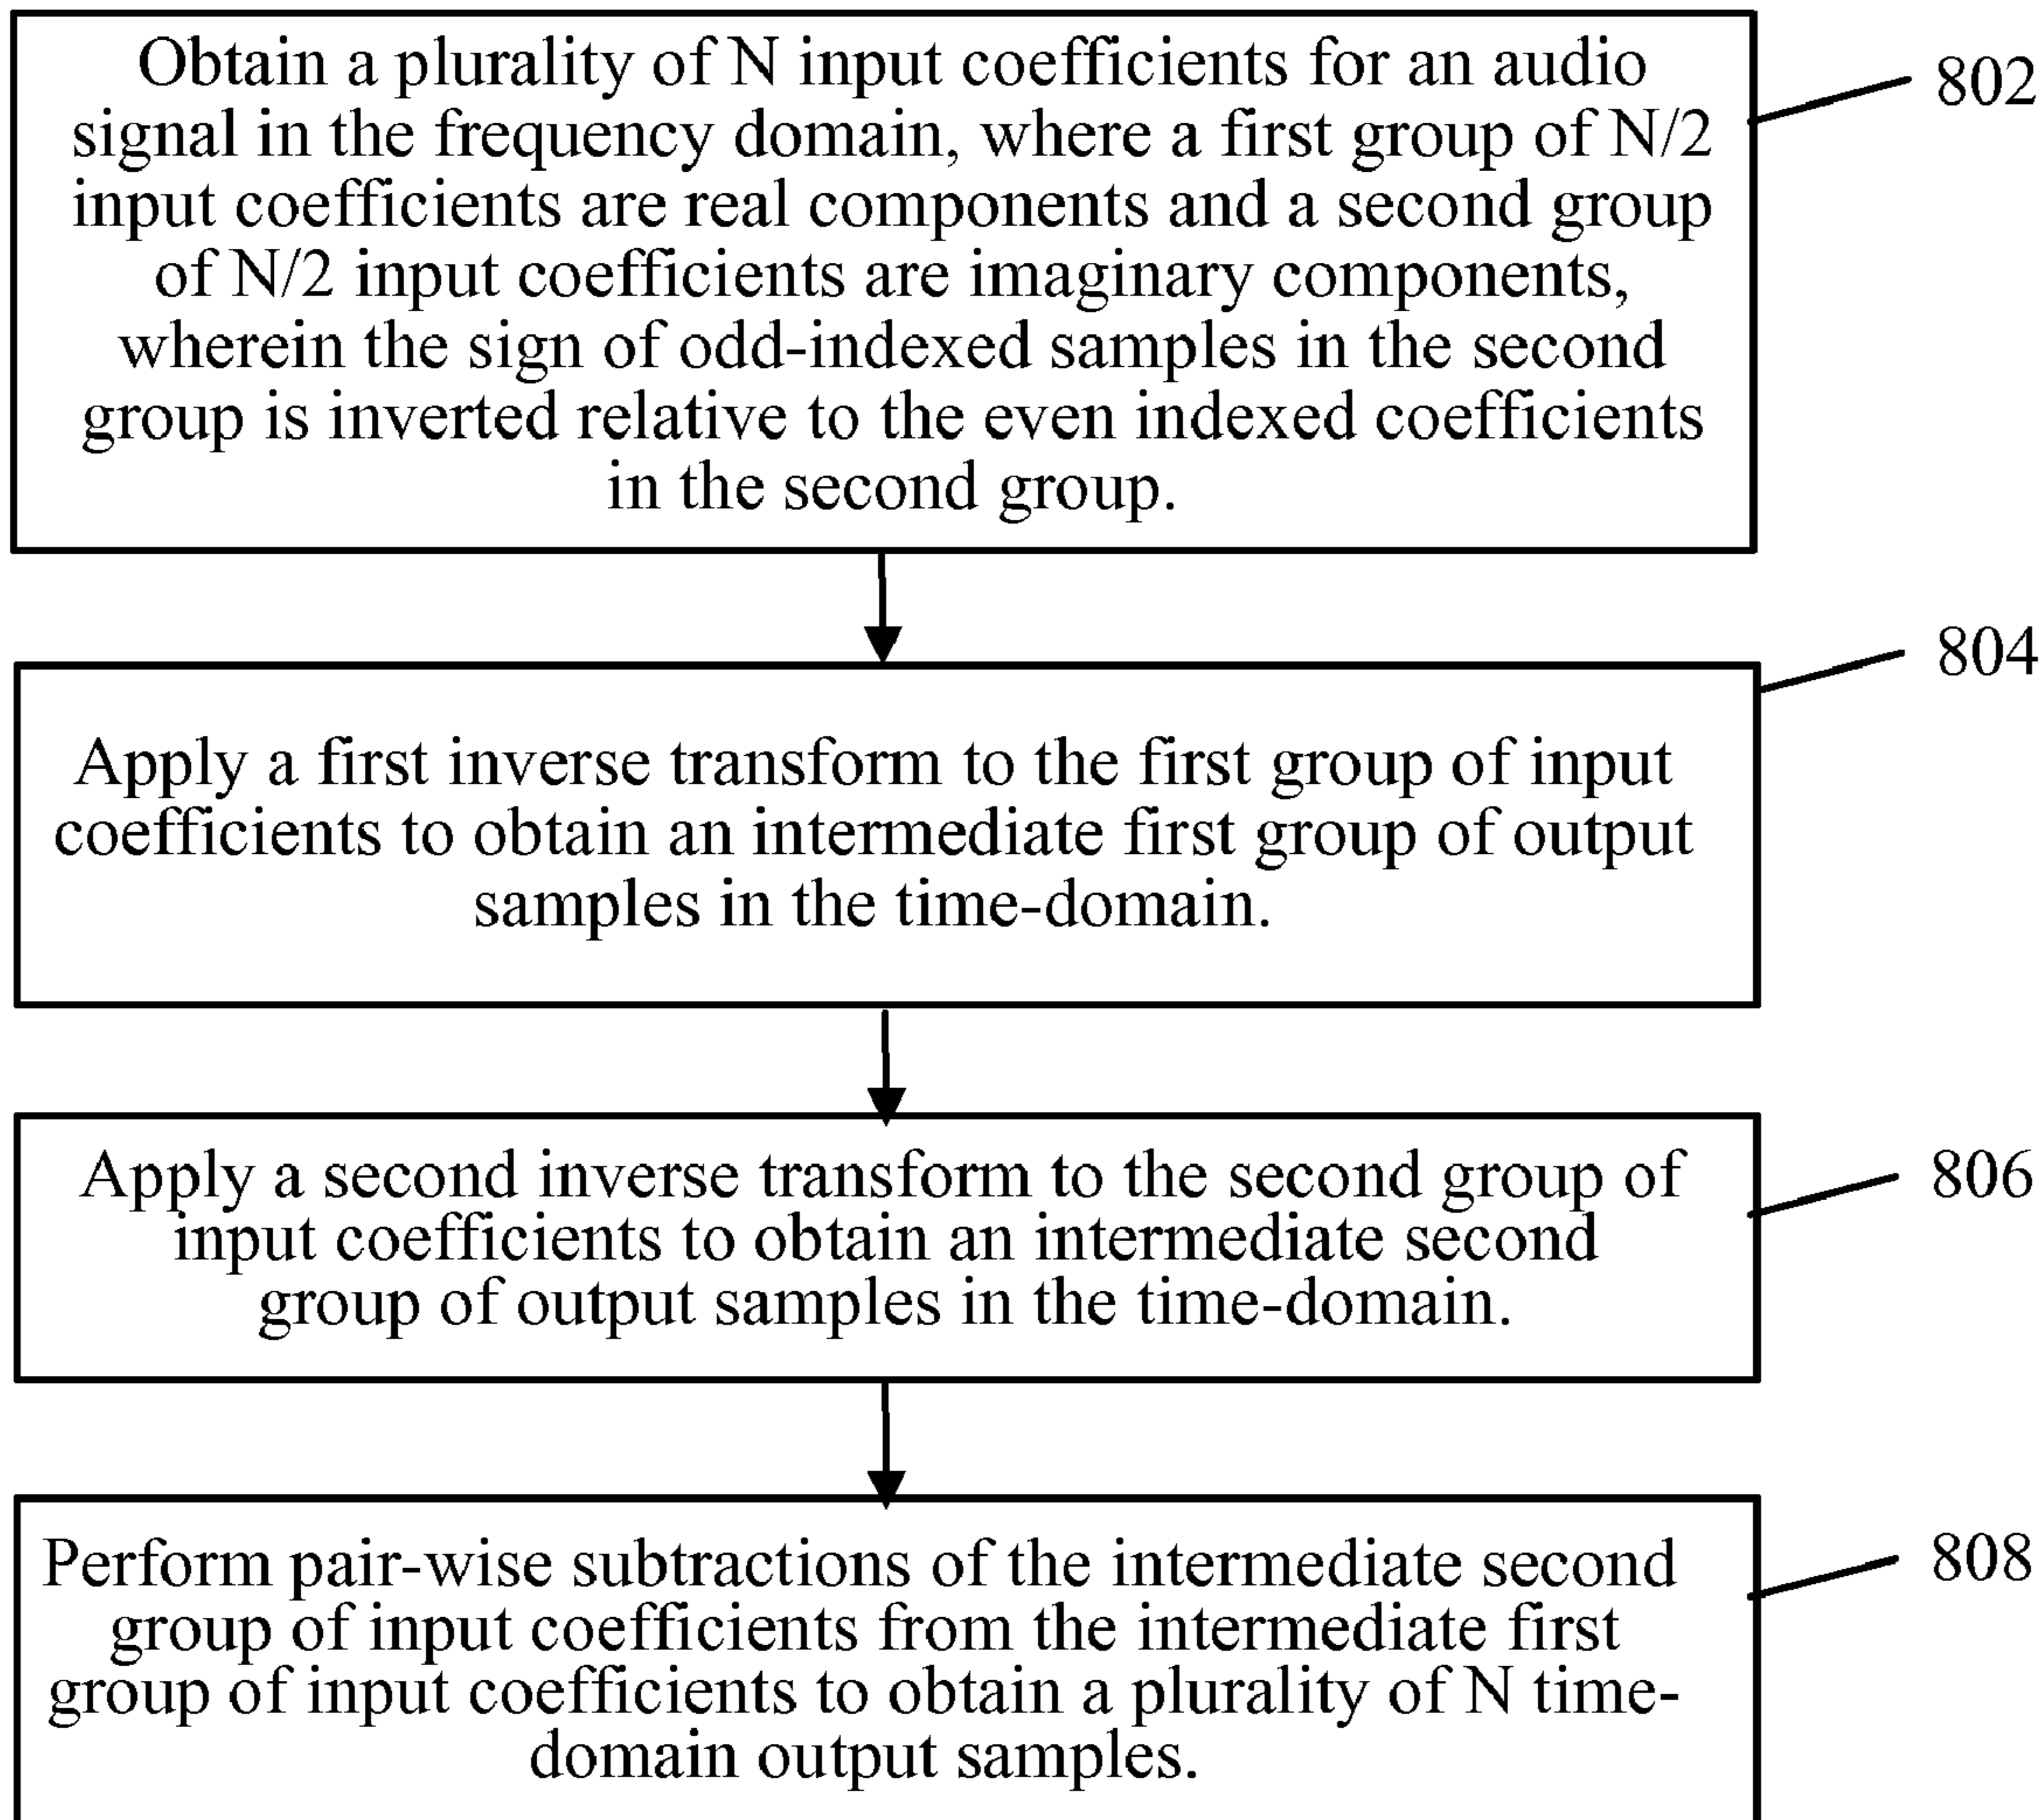 Obtain a plurality of N input coefficients for an audio
signal in the frequency domain, where a first group of N/2
input coefficients are real components and a second group
of N/2 input coefficients are imaginary components,
wherein the sign of odd-indexed samples in the second
group is inverted relative to the even indexed coefficients
in the second group.
802
Apply a first inverse transform to the first group of input
coefficients to obtain an intermediate first group of output
samples in the time-domain.
804
Apply a second inverse transform to the second group of
input coefficients to obtain an intermediate second
group of output samples in the time-domain.
806
Perform pair-wise subtractions of the intermediate second
group of input coefficients from the intermediate first
group of input coefficients to obtain a plurality of N time-
domain output samples.
808